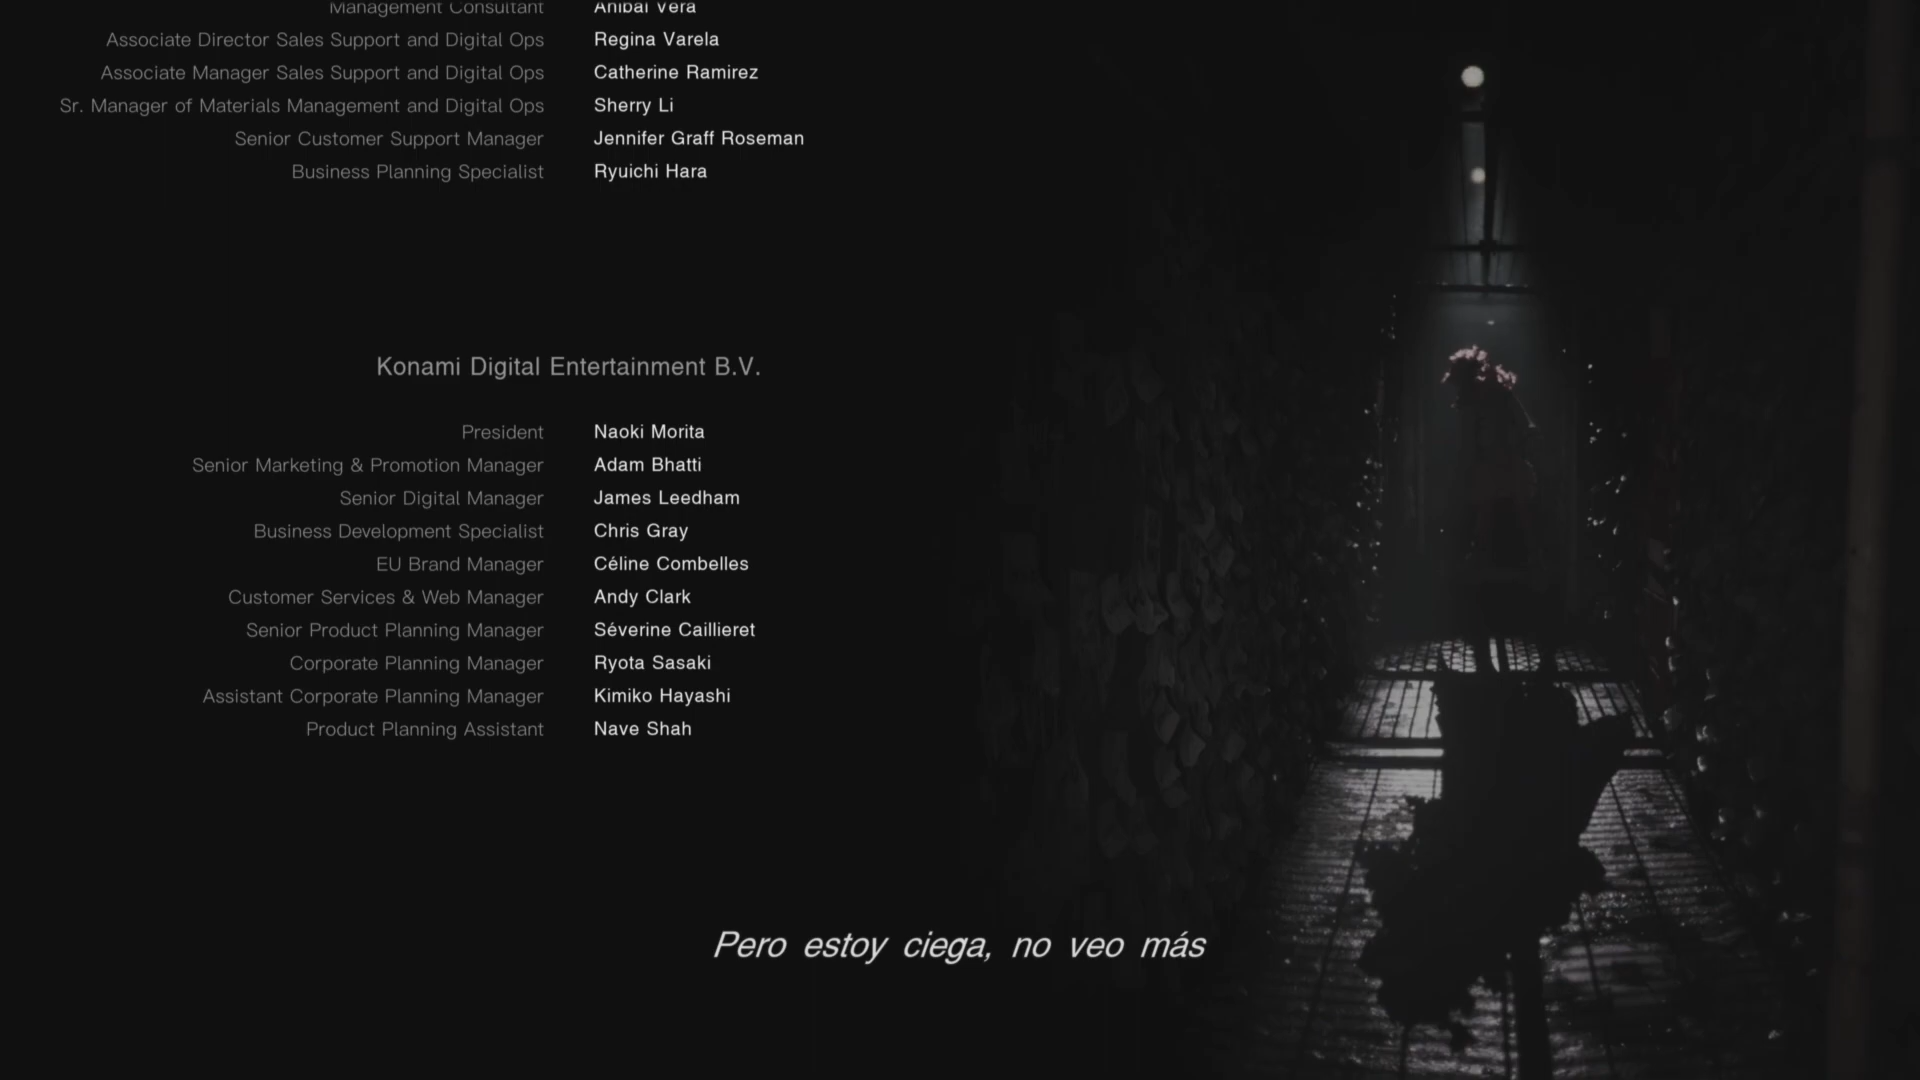 Management Consultant Anibal Vera
Associate Director Sales Support and Digital Ops Regina Varela
Associate Manager Sales Support and Digital Ops Catherine Ramirez
Sr. Manager of Materials Management and Digital Ops Sherry Li
Senior Customer Support Manager Jennifer Graff Roseman
Business Planning Specialist Ryuichi Hara
Konami Digital Entertainment B.V.
President Naoki Morita
Senior Marketing & Promotion Manager Adam Bhatti
Senior Digital Manager James Leedham
Business Development Specialist Chris Gray
EU Brand Manager Céline Combelles
Customer Services & Web Manager Andy Clark
Senior Product Planning Manager Séverine Caillieret
Corporate Planning Manager Ryota Sasaki
Assistant Corporate Planning Manager Kimiko Hayashi
Product Planning Assistant Nave Shah
Pero estoy ciega, no veo más